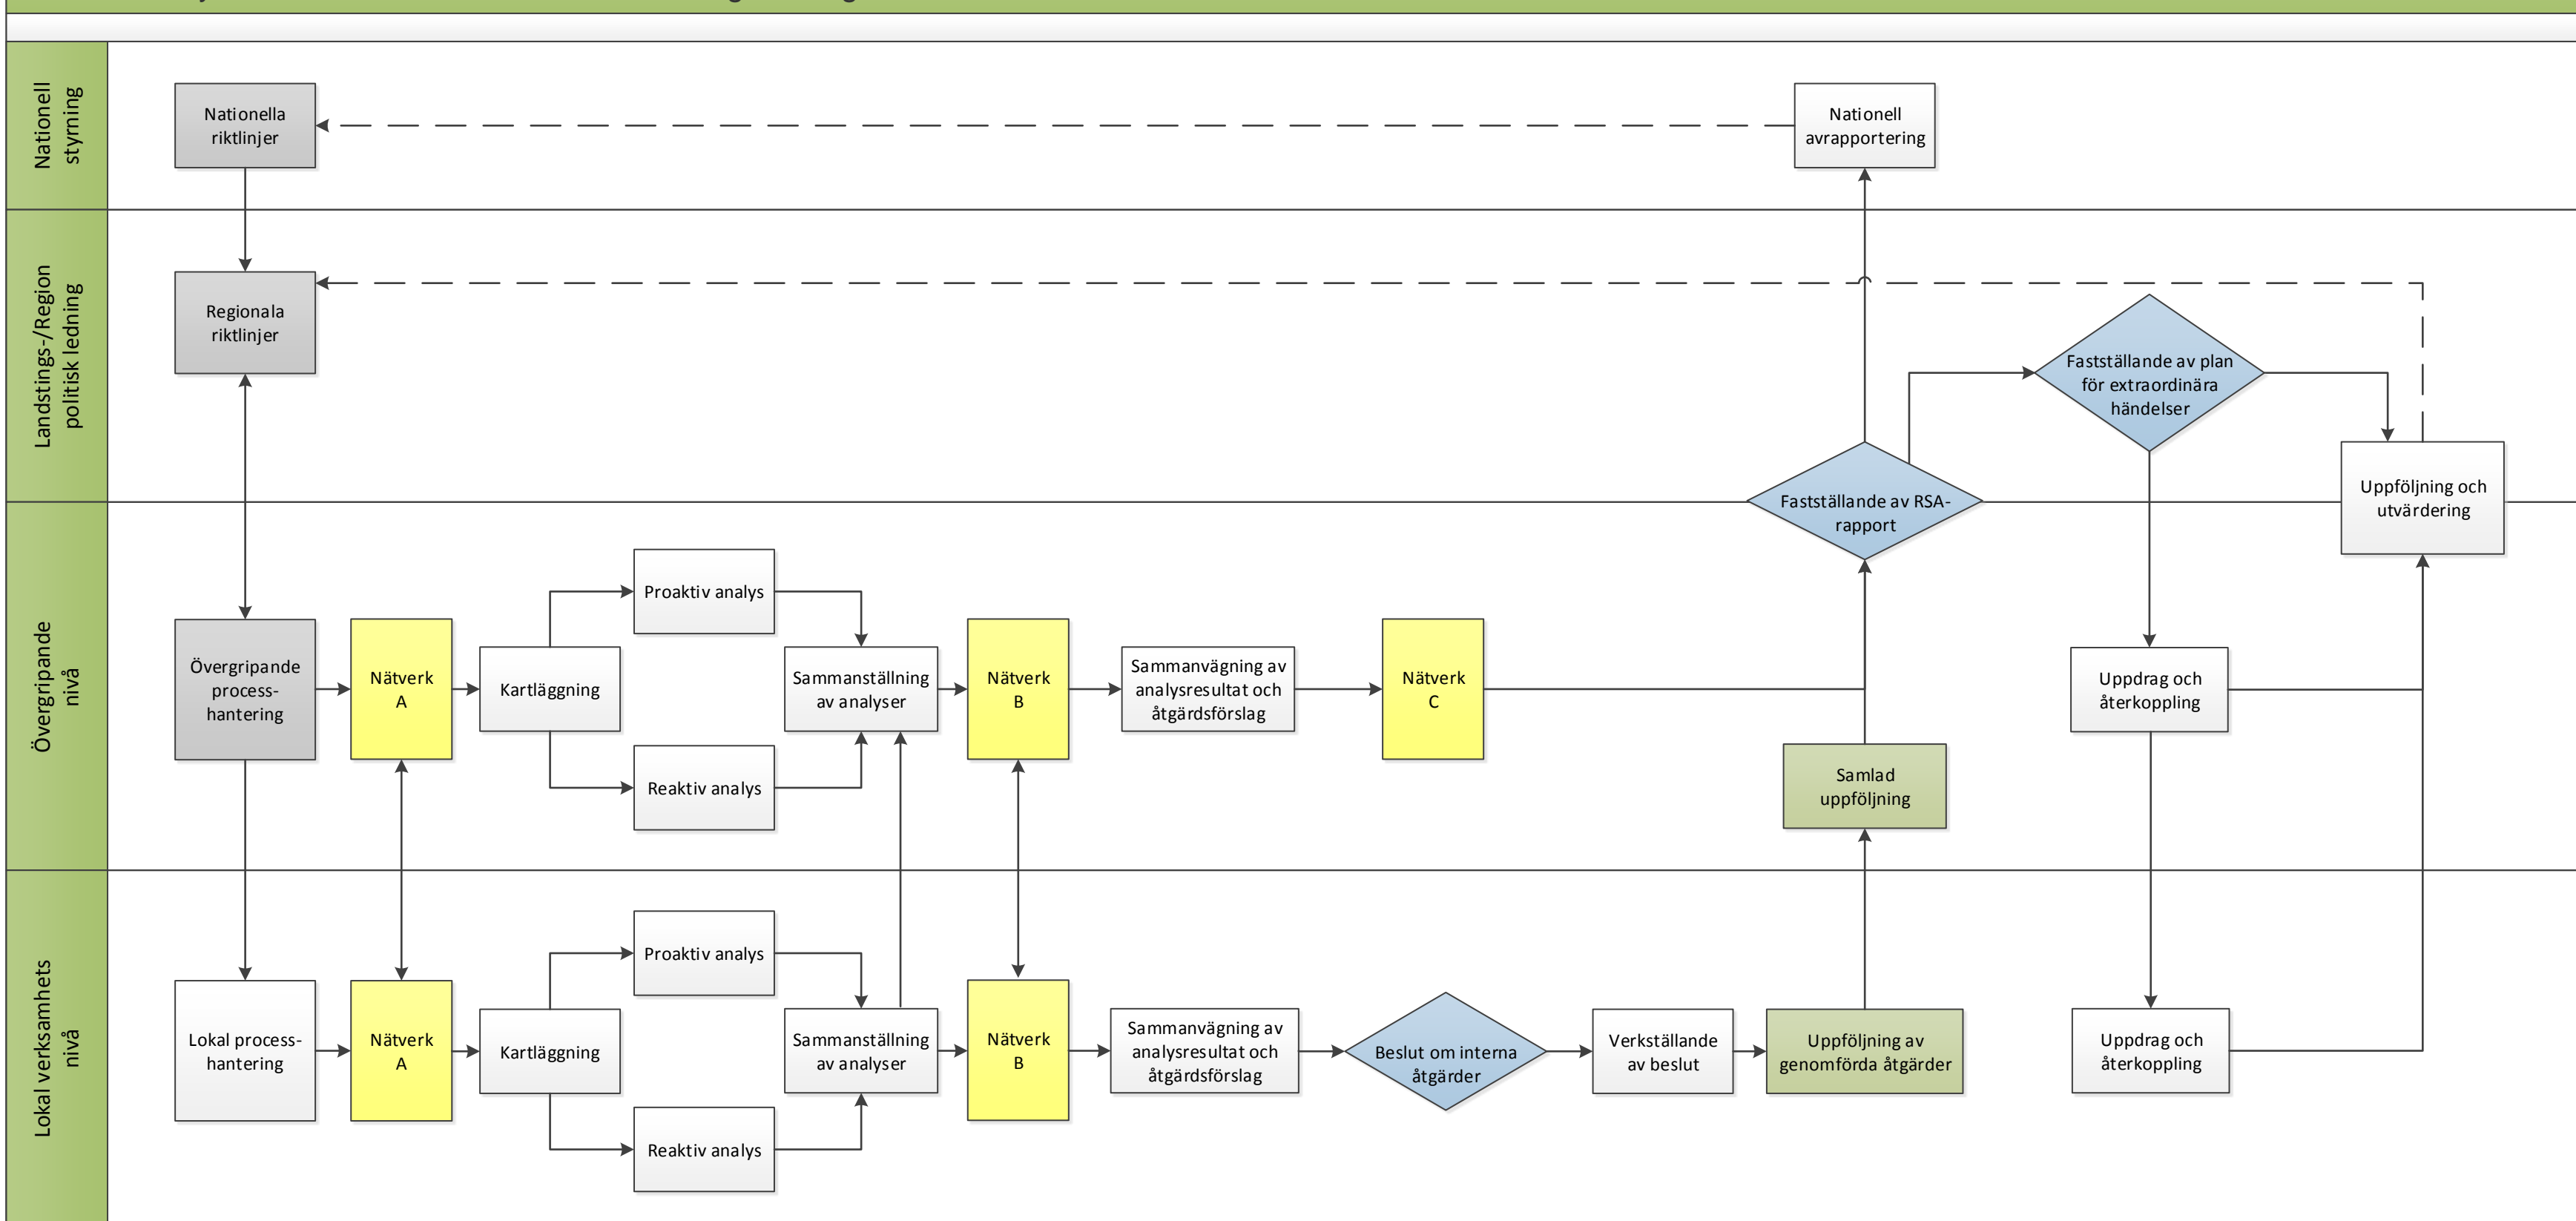 Nationell
styrning
Nationella
riktlinjer
Nationell
avrapportering
Landstings-/Region
politisk ledning
Regionala
riktlinjer
Fastställande av plan
för extraordinära
händelser
Fastställande av RSA-
rapport
Uppföljning och
utvärdering
Övergripande
nivå
Övergripande
process-
hantering
Nätverk
A
Kartläggning
Proaktiv analys
Reaktiv analys
Sammanställning
av analyser
Nätverk
B
Sammanvägning av
analysresultat och
åtgärdsförslag
Nätverk
C
Samlad
uppföljning
Uppdrag och
återkoppling
Lokal verksamhets
nivå
Lokal process-
hantering
Nätverk
A
Kartläggning
Proaktiv analys
Reaktiv analys
Sammanställning
av analyser
Nätverk
B
Sammanvägning av
analysresultat och
åtgärdsförslag
Beslut om interna
åtgärder
Verkställande
av beslut
Uppföljning av
genomförda åtgärder
Uppdrag och
återkoppling